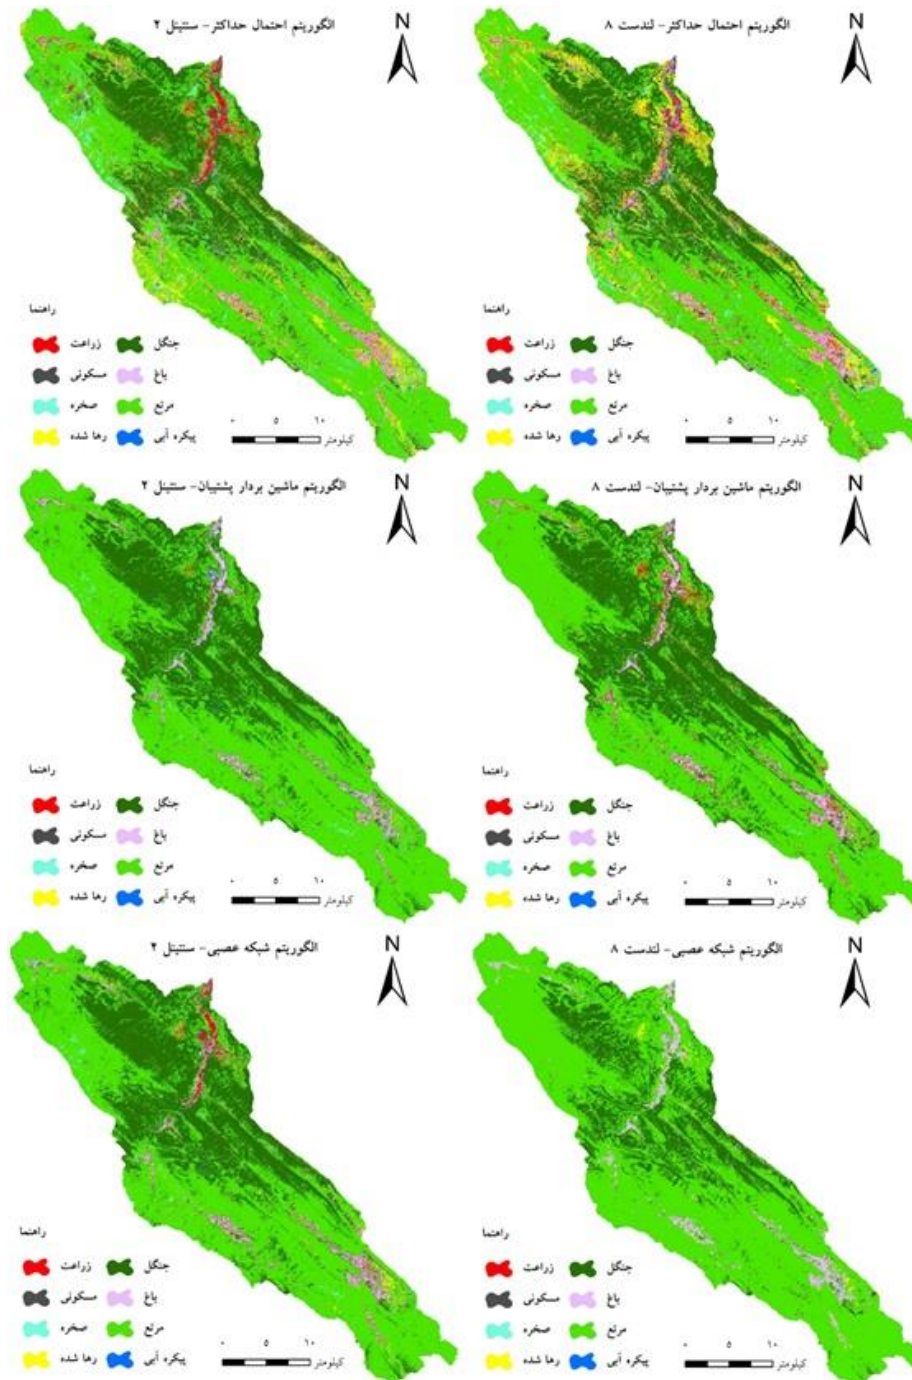 الگوریتم احتمال حداکثر- سنتینل ۲
N
راهنما
جنگل زراعت
باغ مسکونی
مرتع صخره
پیکره آبی رها شده
۰ ۵ ۱۰
کیلومتر
الگوریتم احتمال حداکثر- لندست ۸
N
راهنما
جنگل زراعت
باغ مسکونی
مرتع صخره
پیکره آبی رها شده
۰ ۵ ۱۰
کیلومتر
الگوریتم ماشین بردار پشتیبان- سنتینل ۲
N
راهنما
جنگل زراعت
باغ مسکونی
مرتع صخره
پیکره آبی رها شده
۰ ۵ ۱۰
کیلومتر
الگوریتم ماشین بردار پشتیبان- لندست ۸
N
راهنما
جنگل زراعت
باغ مسکونی
مرتع صخره
پیکره آبی رها شده
۰ ۵ ۱۰
کیلومتر
الگوریتم شبکه عصبی- سنتینل ۲
N
راهنما
جنگل زراعت
باغ مسکونی
مرتع صخره
پیکره آبی رها شده
۰ ۵ ۱۰
کیلومتر
الگوریتم شبکه عصبی- لندست ۸
N
راهنما
جنگل زراعت
باغ مسکونی
مرتع صخره
پیکره آبی رها شده
۰ ۵ ۱۰
کیلومتر